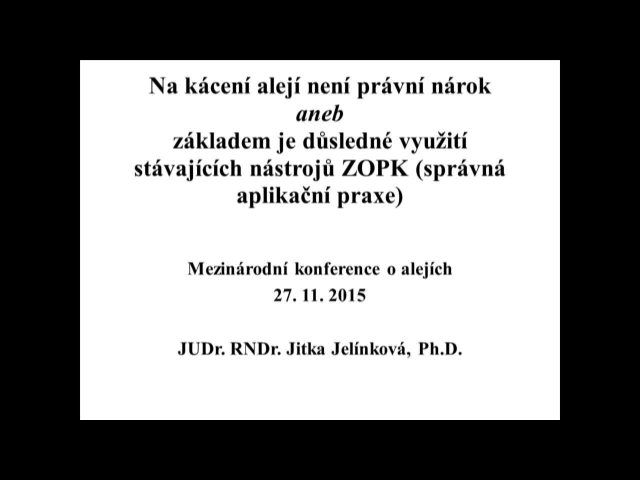 Na kácení alejí není právní nárok
aneb
základem je důsledné využití
stávajících nástrojů ZOPK (správná
aplikační praxe)
Mezinárodní konference o alejích
27. 11. 2015
JUDr. RNDr. Jitka Jelínková, Ph.D.